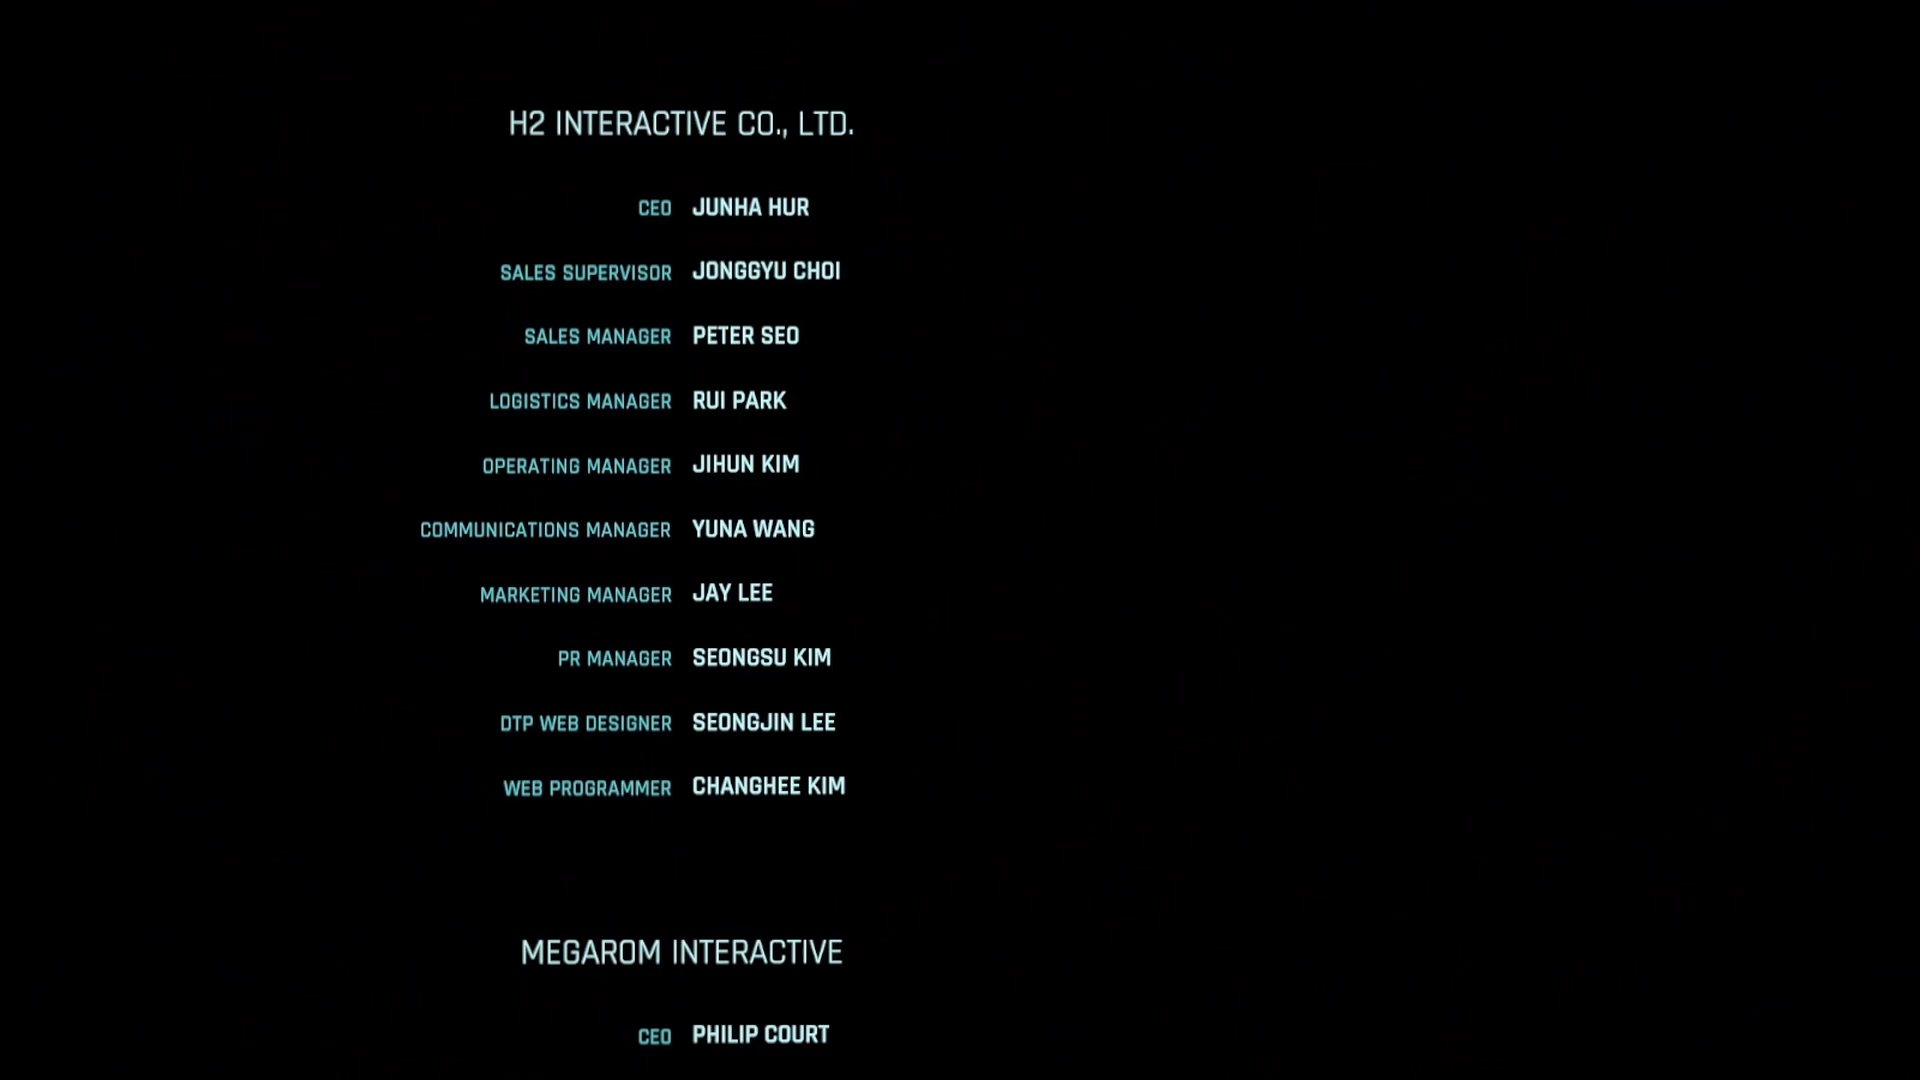 H2 INTERACTIVE CO., LTD.
CEO JUNHA HUR
SALES SUPERVISOR JONGGYU CHOI
SALES MANAGER PETER SEO
LOGISTICS MANAGER RUI PARK
OPERATING MANAGER JIHUN KIM
COMMUNICATIONS MANAGER YUNA WANG
MARKETING MANAGER JAY LEE
PR MANAGER SEONGSU KIM
DTP WEB DESIGNER SEONGJIN LEE
WEB PROGRAMMER CHANGHEE KIM
MEGAROM INTERACTIVE
CEO PHILIP COURT